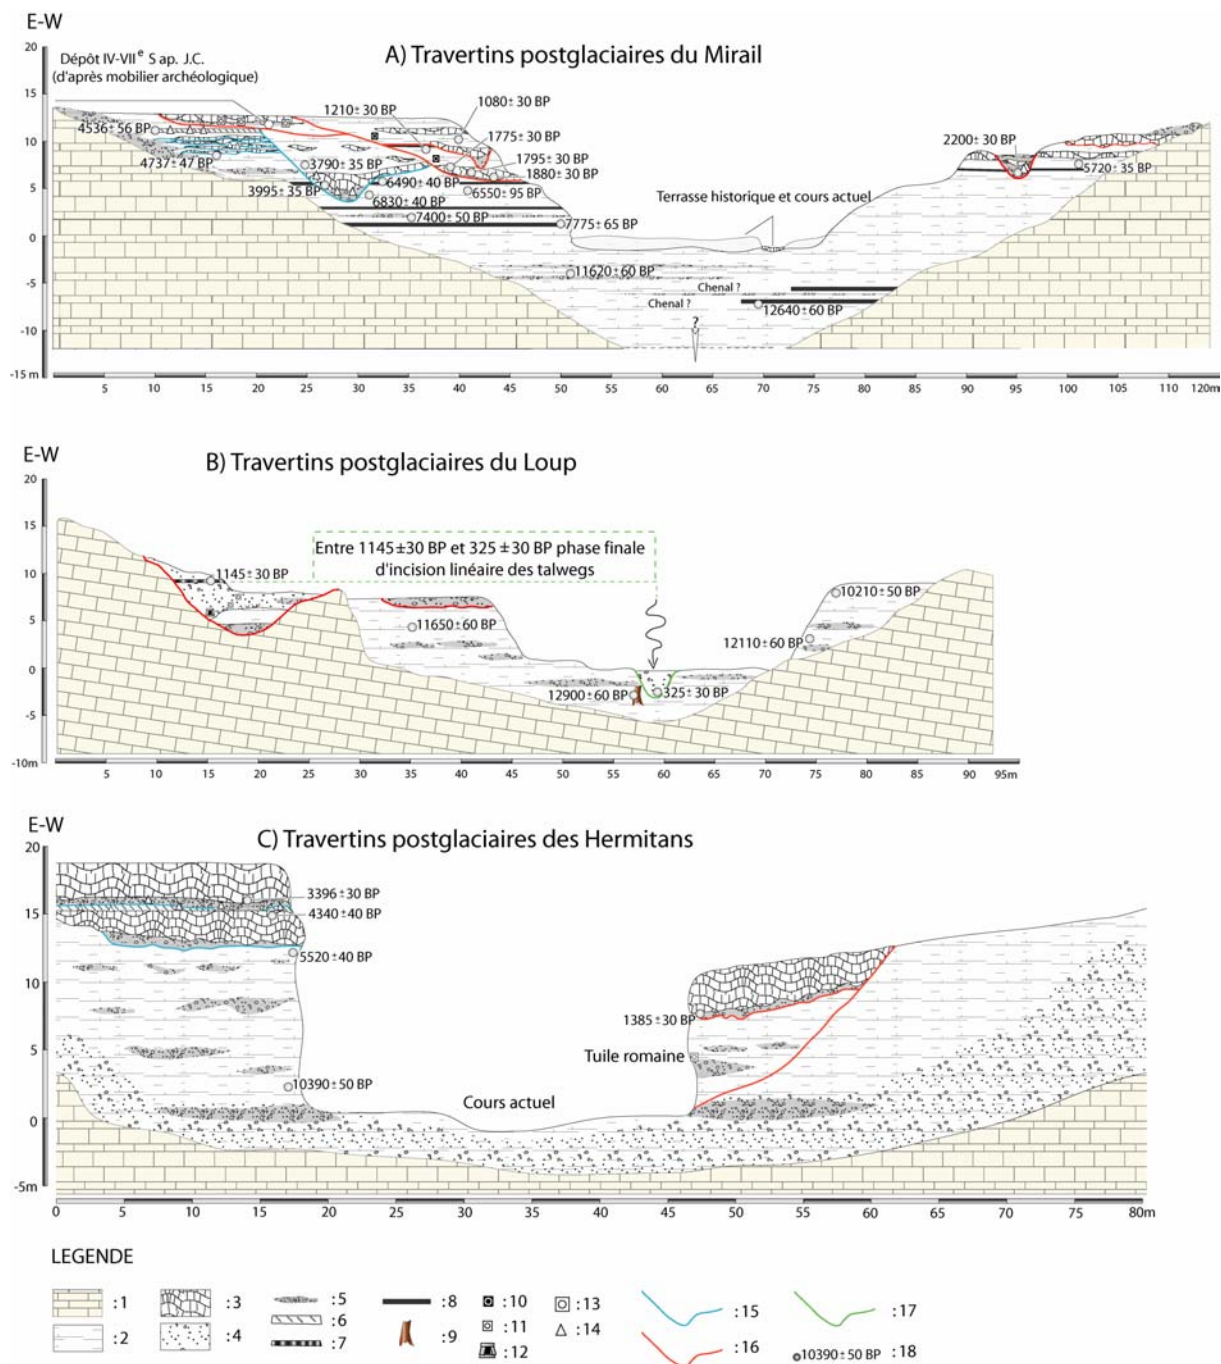 E-W
A) Travertins postglaciaires du Mirail
Dépôt IV-VIIe S ap. J.C.
(d'après mobilier archéologique)
20
15
10
5
0
-5
-10
-15 m
1210±30 BP
1080±30 BP
4536±56 BP
1775±30 BP
4737±47 BP
3790±35 BP
1795±30 BP
1880±30 BP
3995±35 BP
6490±40 BP
6550±95 BP
6830±40 BP
7400±50 BP
7775±65 BP
2200±30 BP
5720±35 BP
Terrasse historique et cours actuel
11620±60 BP
Chenal ?
Chenal ?
12640±60 BP
?
5 10 15 20 25 30 35 40 45 50 55 60 65 70 75 80 85 90 95 100 105 110 120m
E-W
B) Travertins postglaciaires du Loup
20
15
10
5
0
-5
-10m
Entre 1145±30 BP et 325 ±30 BP phase finale
d'incision linéaire des talwegs
1145±30 BP
11650±60 BP
10210±50 BP
12110±60 BP
12900±60 BP
325±30 BP
5 10 15 20 25 30 35 40 45 50 55 60 65 70 75 80 85 90 95m
E-W
C) Travertins postglaciaires des Hermitans
20
15
10
5
0
-5m
3396±30 BP
4340±40 BP
5520±40 BP
10390±50 BP
1385±30 BP
Tuile romaine
Cours actuel
0 5 10 15 20 25 30 35 40 45 50 55 60 65 70 75 80m
LEGENDE
:1 :3 :5 :8 :10 :13 :15 :17
:6 :11 :14
:2 :4 :7 :9 :12 :16 10390±50 BP :18